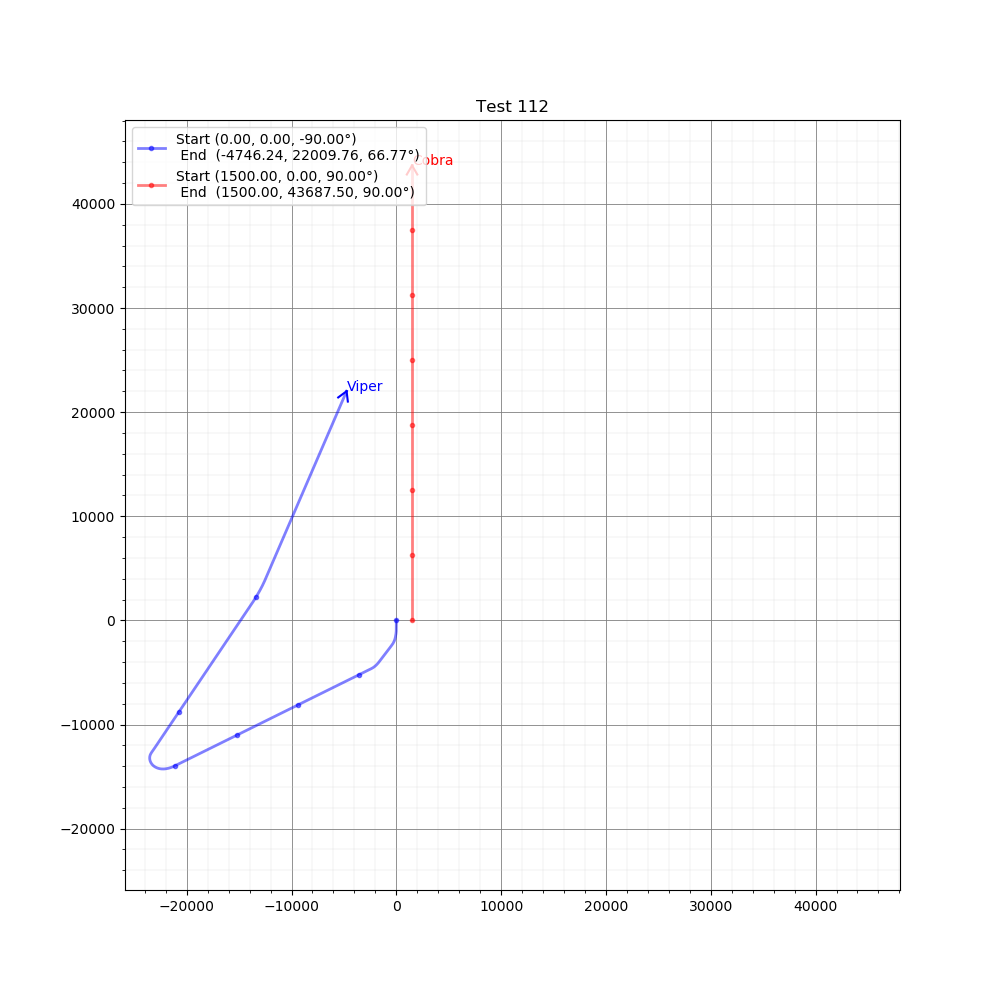 Test 112
Start (0.00, 0.00, -90.00°)
End  (-4746.24, 22009.76, 66.77°)
Start (1500.00, 0.00, 90.00°)
End  (1500.00, 43687.50, 90.00°)
Cobra
Viper
40000
30000
20000
10000
0
−10000
−20000
−20000
−10000
0
10000
20000
30000
40000